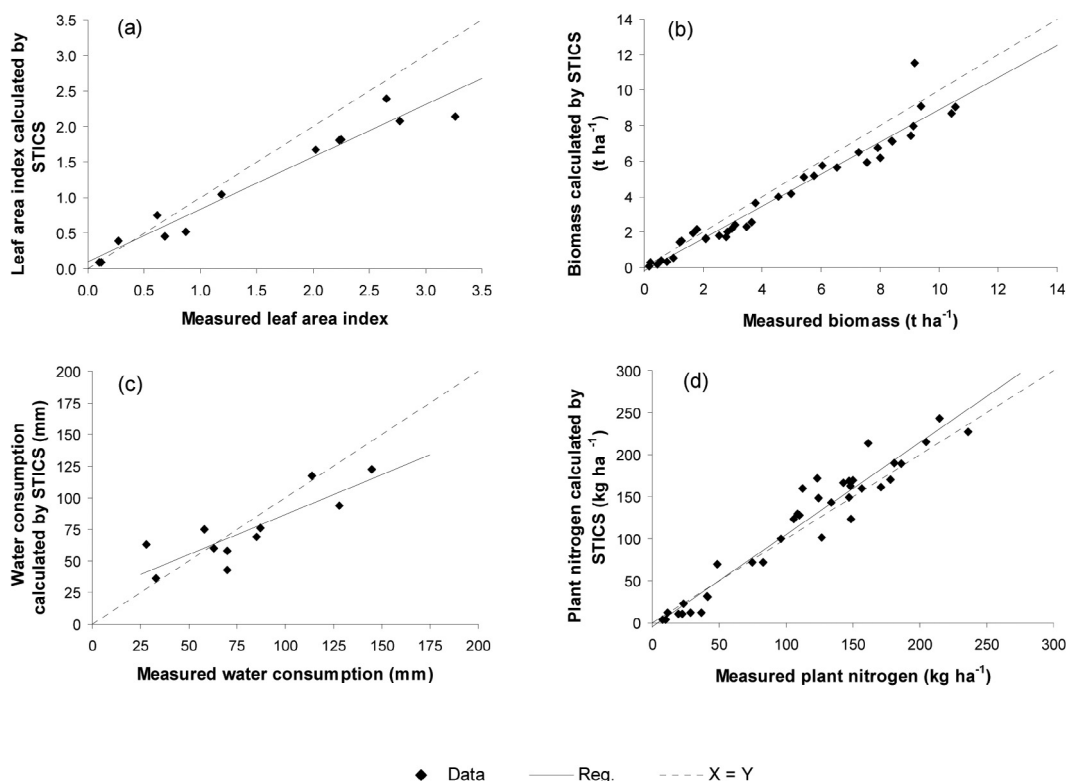 (a)
Leaf area index calculated by
STICS
3.5
3.0
2.5
2.0
1.5
1.0
0.5
0.0
0.0 0.5 1.0 1.5 2.0 2.5 3.0 3.5
Measured leaf area index
(b)
Biomass calculated by STICS
(t ha⁻¹)
14
12
10
8
6
4
2
0
0 2 4 6 8 10 12 14
Measured biomass (t ha⁻¹)
(c)
Water consumption
calculated by STICS (mm)
200
175
150
125
100
75
50
25
0
0 25 50 75 100 125 150 175 200
Measured water consumption (mm)
(d)
Plant nitrogen calculated by
STICS (kg ha⁻¹)
300
250
200
150
100
50
0
0 50 100 150 200 250 300
Measured plant nitrogen (kg ha⁻¹)
Data Reg. X = Y